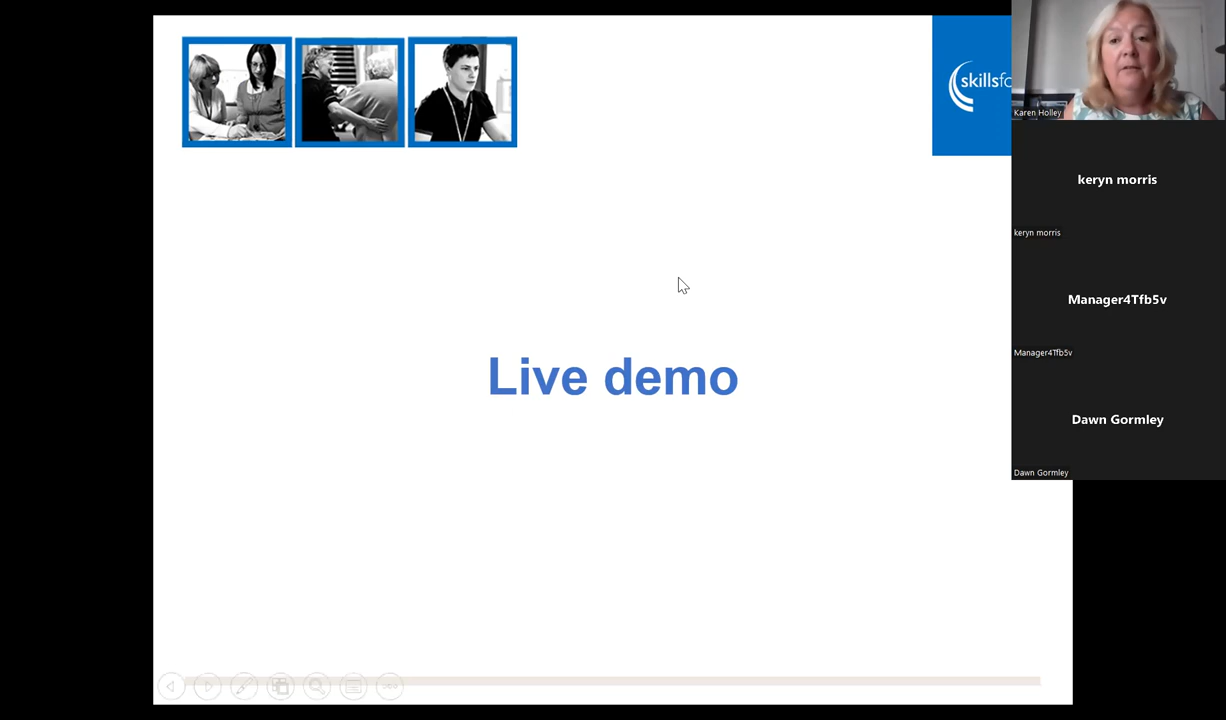 skillsfo
Karen Holley
keryn morris
keryn morris
Manager4Tfb5v
Manager4Tfb5v
Live demo
Dawn Gormley
Dawn Gormley